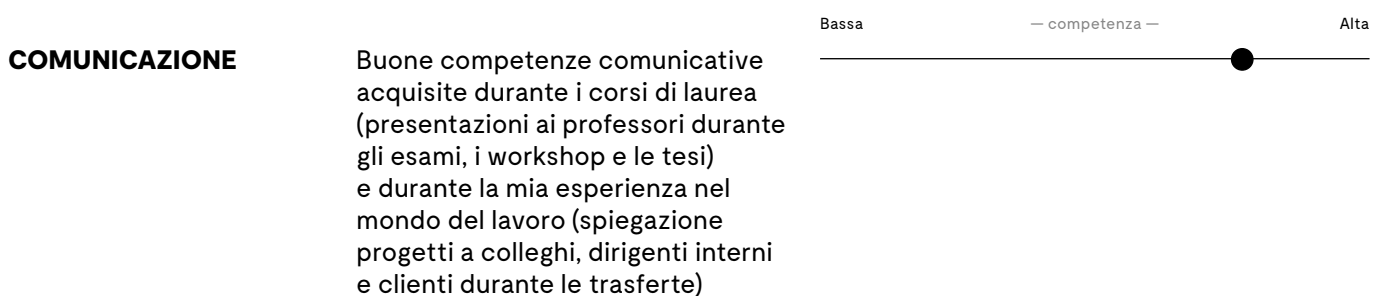 Bassa — competenza — Alta
COMUNICAZIONE
Buone competenze comunicative
acquisite durante i corsi di laurea
(presentazioni ai professori durante
gli esami, i workshop e le tesi)
e durante la mia esperienza nel
mondo del lavoro (spiegazione
progetti a colleghi, dirigenti interni
e clienti durante le trasferte)